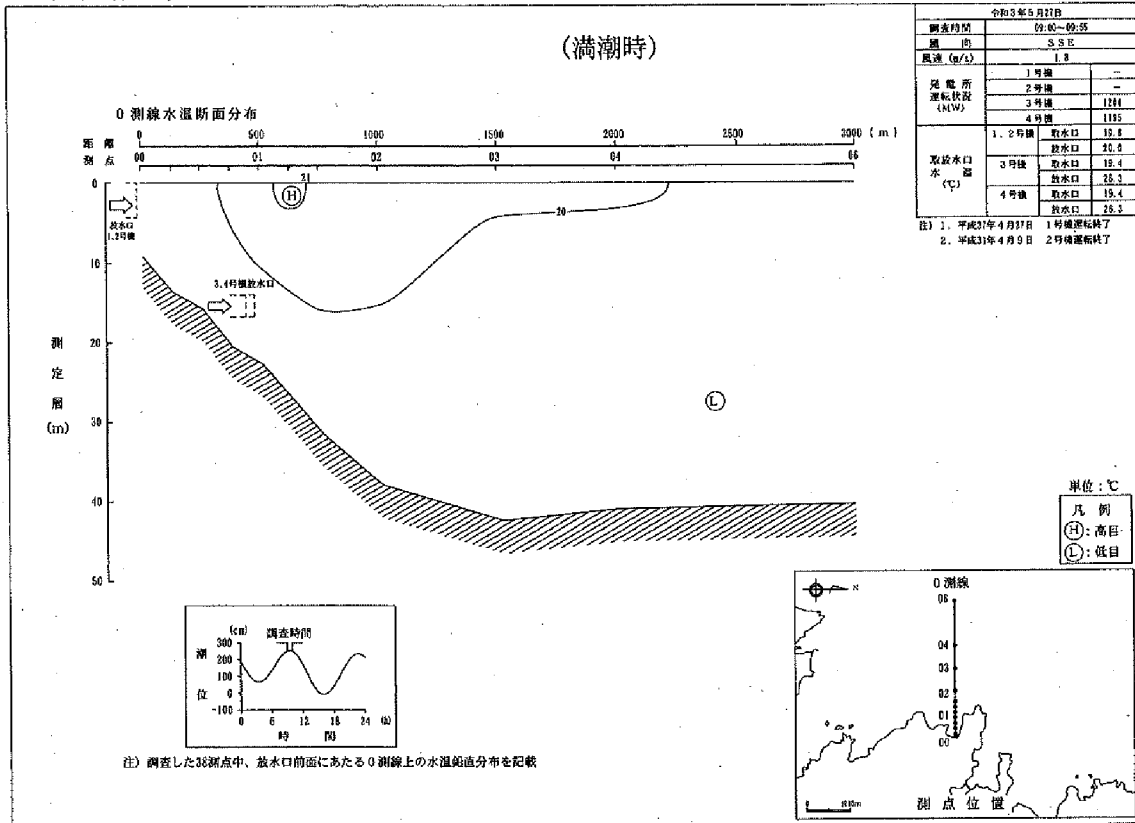 (満潮時)
令和3年5月27日
調査時間 09:00~09:55
風向 SSE
風速 (m/s) 1.8
発電所運転状況 (MW)
1号機 —
2号機 —
3号機
4号機
取放水口水温 (℃)
1、2号機 取水口
放水口
3号機 取水口 19.4
放水口 26.3
4号機 取水口 19.4
放水口 26.3
注) 1. 平成27年4月27日 1号機運転終了
2. 平成31年4月9日 2号機運転終了
0 測線水温断面分布
距離 0 500 1000 1500 2500 3000 (m)
測点 00 01 02 03 04 06
21
H
20
0
放水口
1.2号機
10
3.4号機放水口
20
測定層(m)
30
L
40
50
単位:℃
凡例
H:高目
L:低目
(cm) 調査時間
潮位
300
200
100
0
-100
0 6 12 18 24 (h)
時間
注) 調査した38測点中、放水口前面にあたる0測線上の水温鉛直分布を記載
0 測線
N
06
04
03
02
01
00
0
測点位置